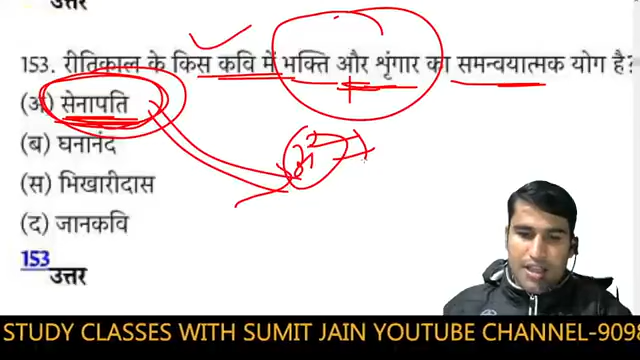 उत्तर
153. रीतिकाल के किस कवि में भक्ति और शृंगार का समन्वयात्मक योग है?
(अ) सेनापति
(ब) घनानंद
(स) भिखारीदास
(द) जानकवि
153
उत्तर
STUDY CLASSES WITH SUMIT JAIN YOUTUBE CHANNEL-9098